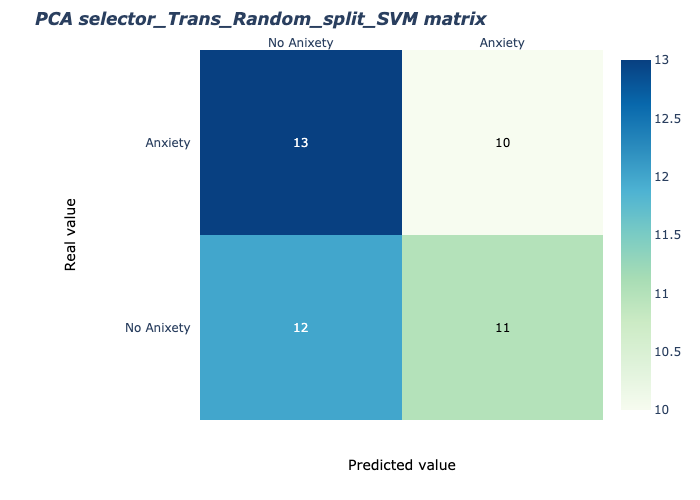 PCA selector_Trans_Random_split_SVM matrix
No Anixety Anxiety
13
Anxiety 13 10
12.5
12
11.5
Real value
11
No Anixety 12 11
10.5
10
Predicted value